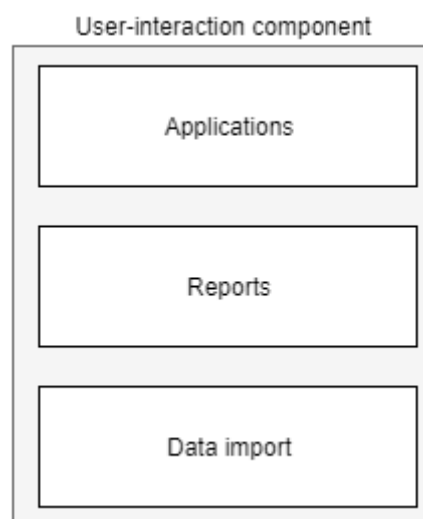 User-interaction component
Applications
Reports
Data import